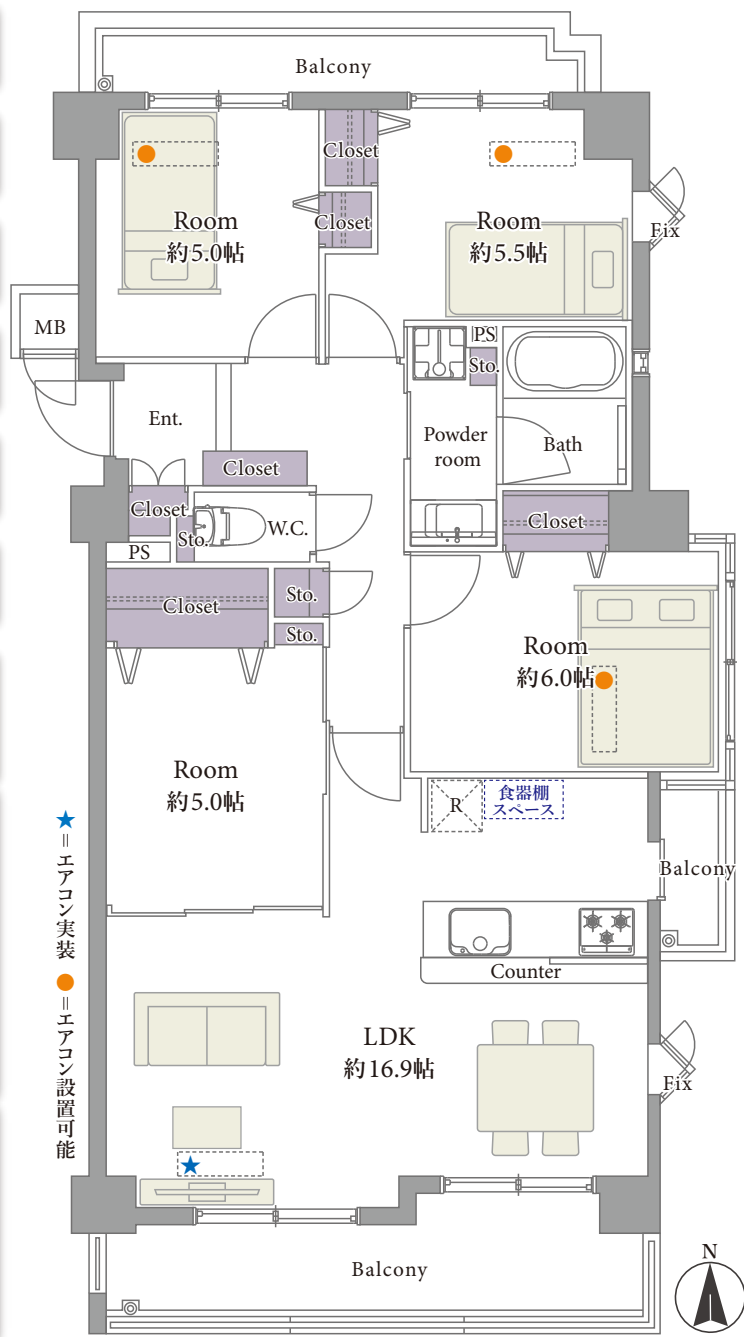 Balcony
Closet
Room
約5.0帖
Closet
Room
約5.5帖
Fix
MB
PS
Sto.
Ent.
Powder
room
Bath
Closet
Closet
Sto.
W.C.
PS
Closet
Closet
Sto.
Sto.
Room
約6.0帖
Room
約5.0帖
R
食器棚
スペース
Balcony
Counter
LDK
約16.9帖
Fix
★=エアコン実装 ●=エアコン設置可能
★
Balcony
N